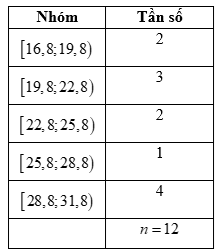 Nhóm Tần số
[16,8;19,8) 2
[19,8;22,8) 3
[22,8;25,8) 2
[25,8;28,8) 1
[28,8;31,8) 4
n = 12